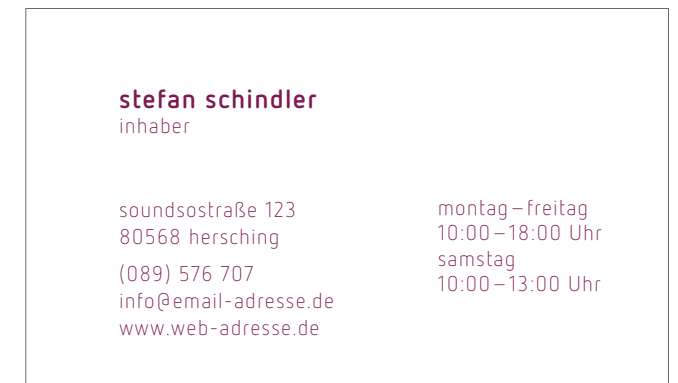 stefan schindler
inhaber
soundsostraße 123
80568 hersching
(089) 576 707
info@email-adresse.de
www.web-adresse.de
montag–freitag
10:00–18:00 Uhr
samstag
10:00–13:00 Uhr